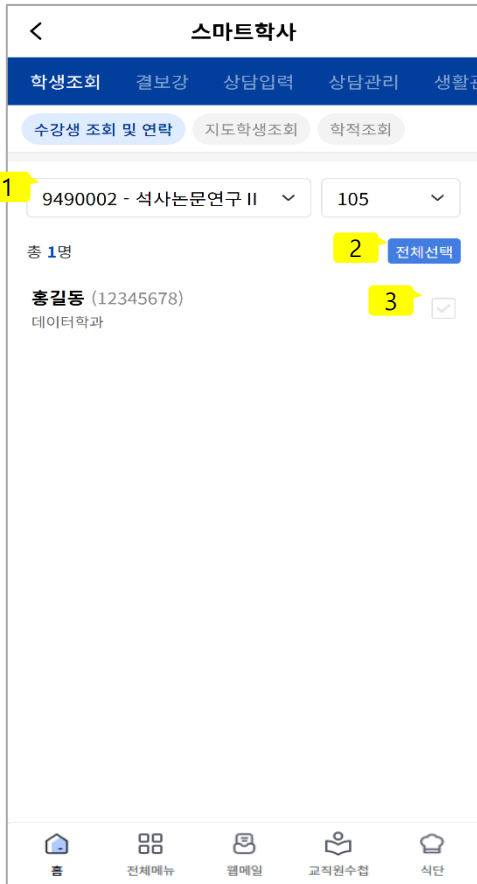 스마트학사
학생조회 결보강 상담입력 상담관리 생활관
수강생 조회 및 연락 지도학생조회 학적조회
1
9490002 - 석사논문연구 II 105
총 1명 2 전체선택
홍길동 (12345678) 3
데이터학과
홈 전체메뉴 웹메일 교직원수첩 식단